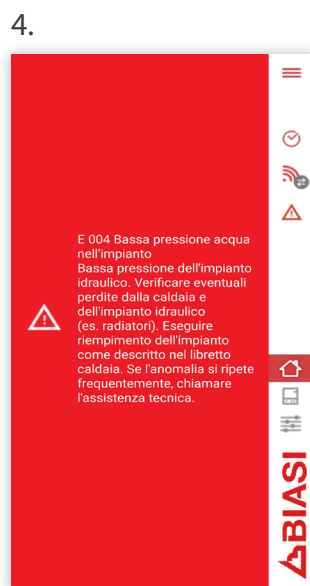 4.
E 004 Bassa pressione acqua
nell'impianto
Bassa pressione dell'impianto
idraulico. Verificare eventuali
perdite dalla caldaia e
dell'impianto idraulico
(es. radiatori). Eseguire
riempimento dell'impianto
come descritto nel libretto
caldaia. Se l'anomalia si ripete
frequentemente, chiamare
l'assistenza tecnica.
BIASI